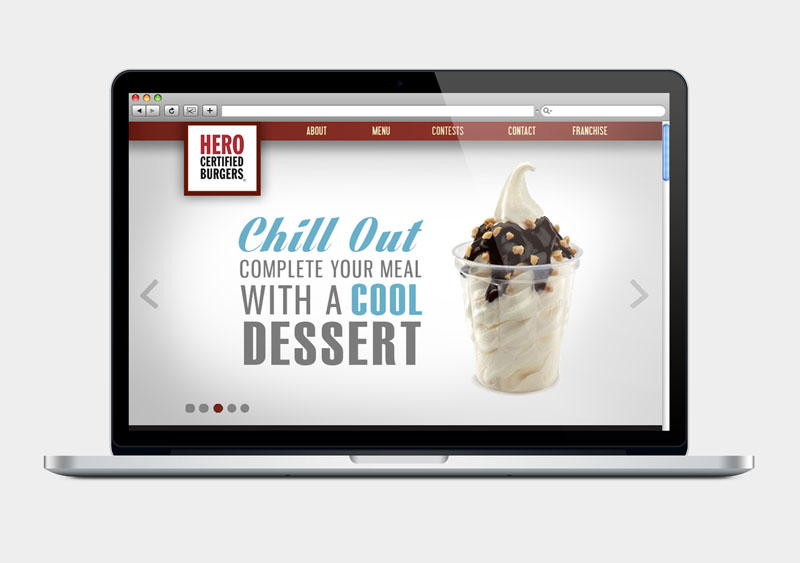 ABOUT MENU CONTESTS CONTACT FRANCHISE
HERO
CERTIFIED
BURGERS
Chill Out
COMPLETE YOUR MEAL
WITH A COOL
DESSERT